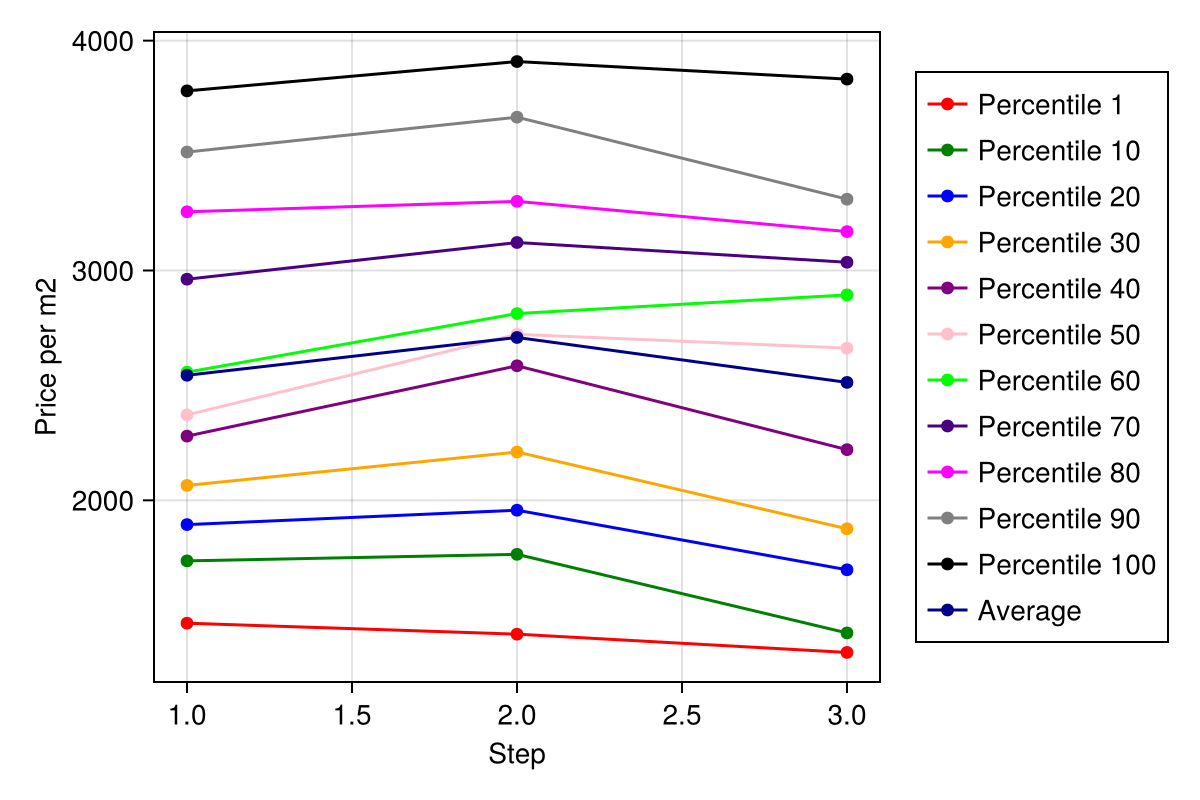 4000
3000
2000
Price per m2
1.0 1.5 2.0 2.5 3.0
Step
Percentile 1
Percentile 10
Percentile 20
Percentile 30
Percentile 40
Percentile 50
Percentile 60
Percentile 70
Percentile 80
Percentile 90
Percentile 100
Average